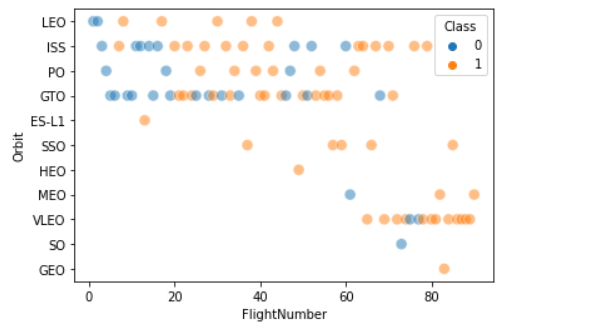 LEO
ISS
PO
GTO
ES-L1
SSO
HEO
MEO
VLEO
SO
GEO
Orbit
Class
0
1
0 20 40 60 80
FlightNumber